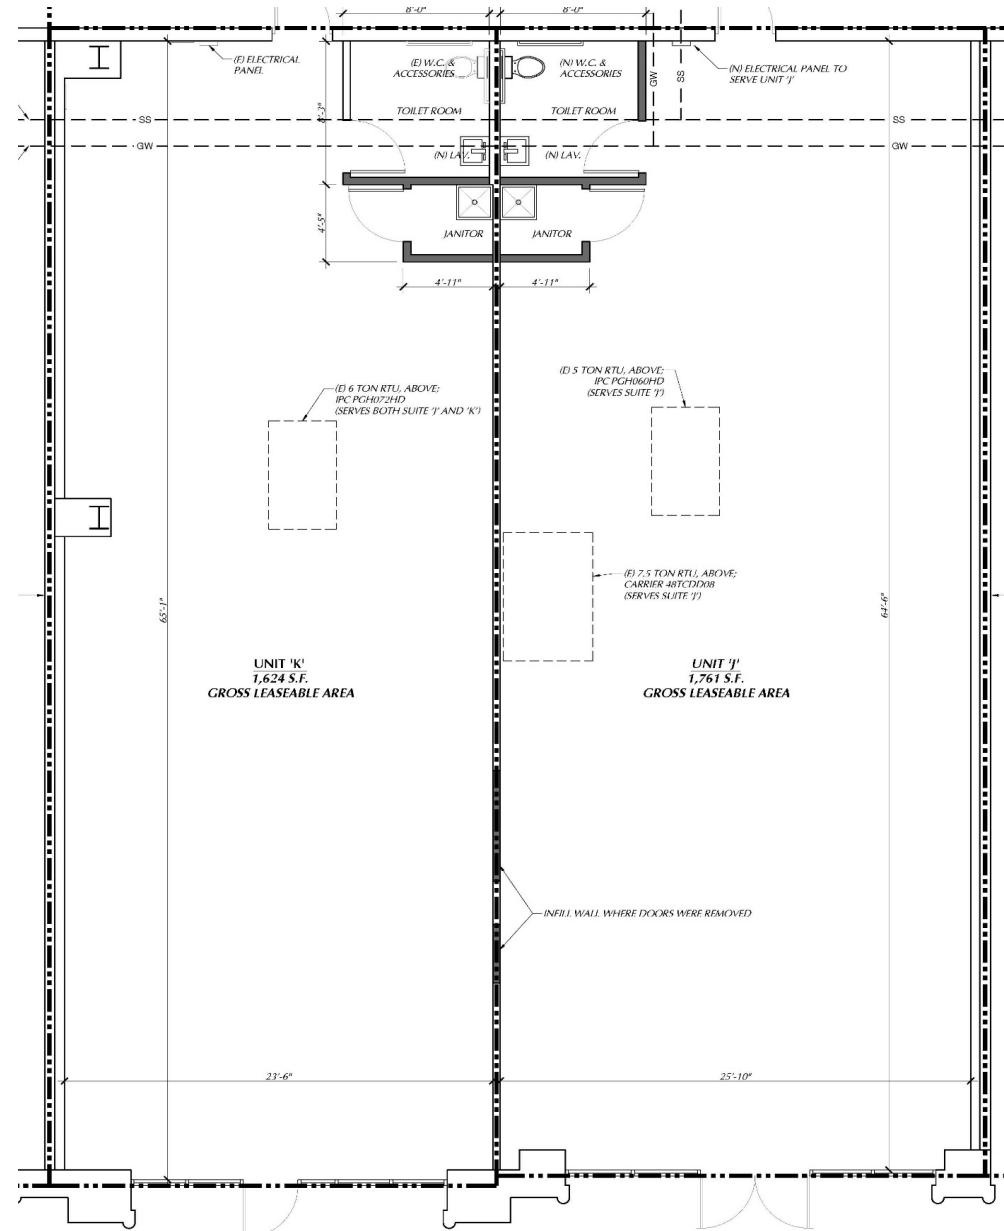 8'-0"
8'-0"
(E) ELECTRICAL
PANEL
(E) W.C. &
ACCESSORIES
(N) W.C. &
ACCESSORIES
GW
SS
(N) ELECTRICAL PANEL TO
SERVE UNIT 'J'
TOILET ROOM
TOILET ROOM
8'-3"
SS
SS
GW
GW
(N) LAV.
(N) LAV.
4'-5"
JANITOR
JANITOR
4'-11"
4'-11"
(E) 6 TON RTU, ABOVE;
IPC PGH072HD
(SERVES BOTH SUITE 'J' AND 'K')
(E) 5 TON RTU, ABOVE;
IPC PGH060HD
(SERVES SUITE 'J')
(E) 7.5 TON RTU, ABOVE;
CARRIER 48TCDD08
(SERVES SUITE 'J')
65'-1"
64'-6"
UNIT 'K'
1,624 S.F.
GROSS LEASEABLE AREA
UNIT 'J'
1,761 S.F.
GROSS LEASEABLE AREA
INFILL WALL WHERE DOORS WERE REMOVED
23'-6"
25'-10"